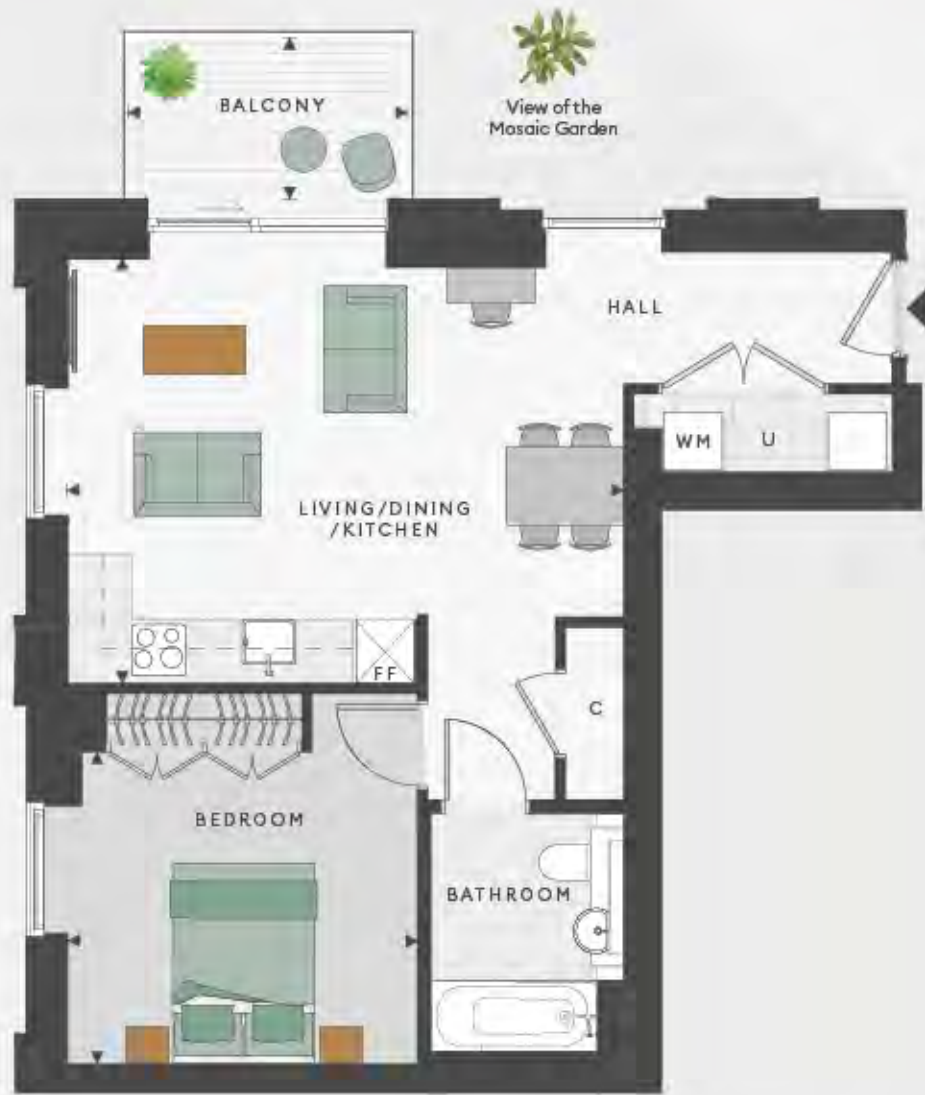 BALCONY
View of the
Mosaic Garden
HALL
WM
U
LIVING/DINING
/KITCHEN
FF
C
BEDROOM
BATHROOM